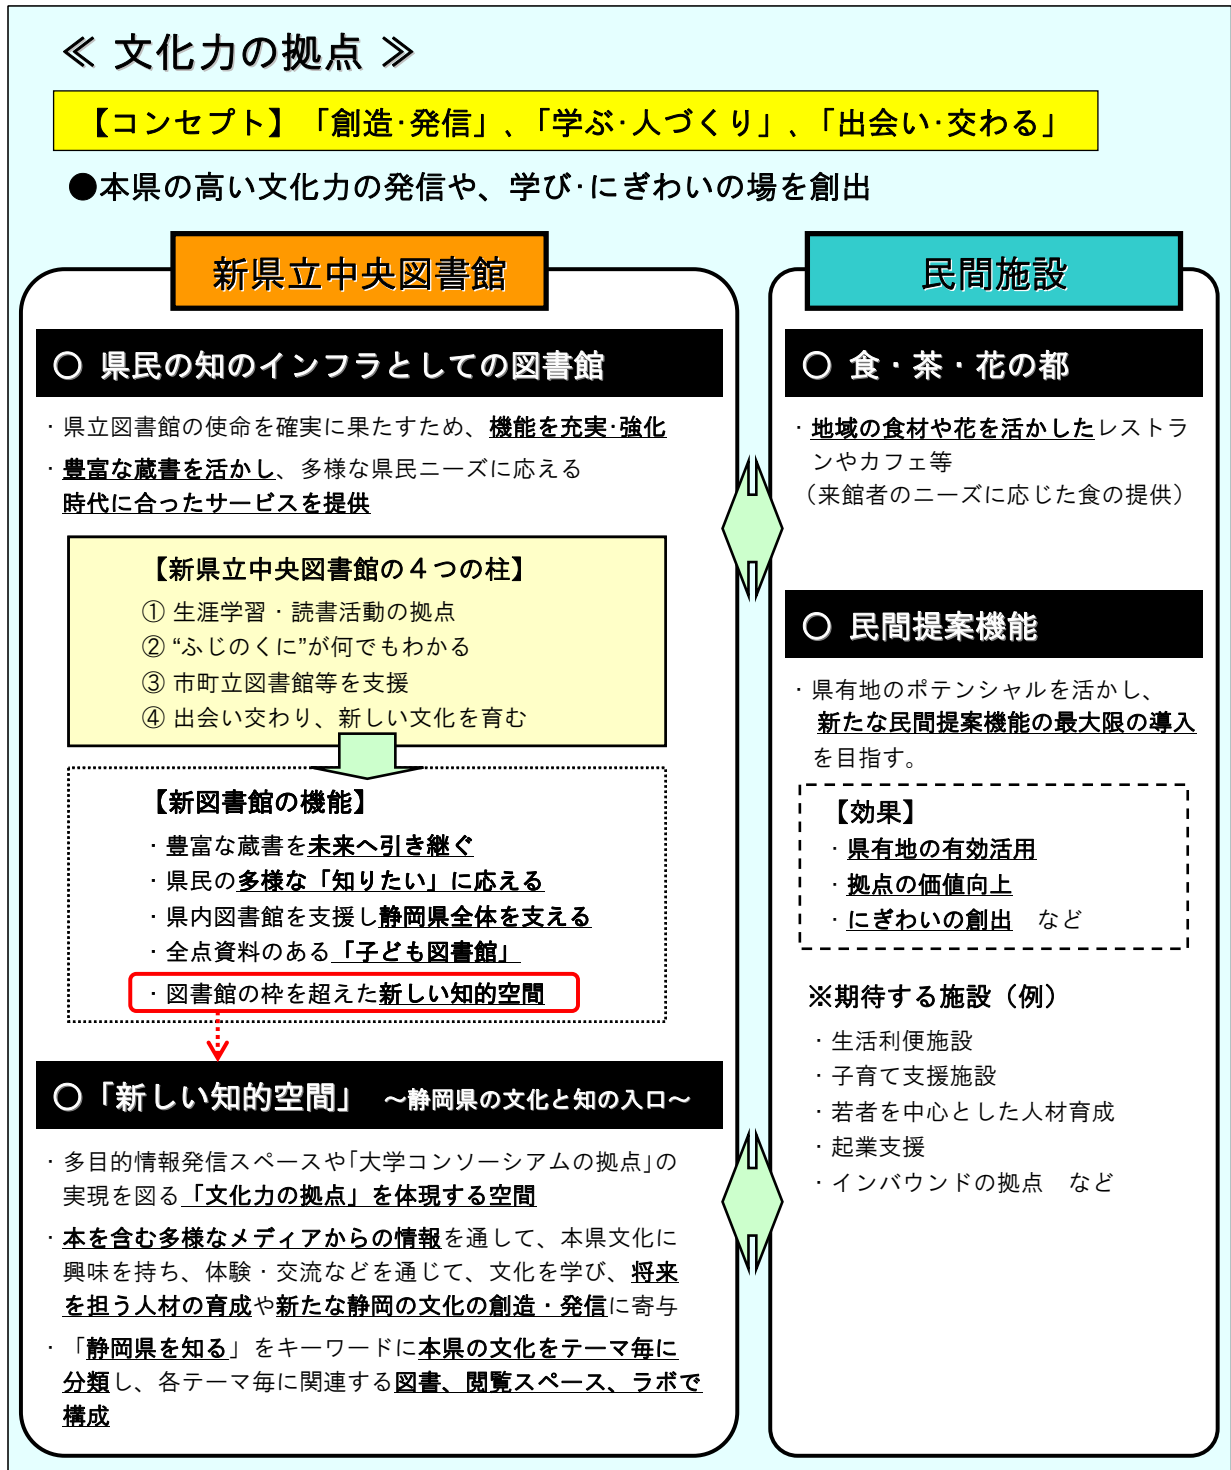 ≪ 文化力の拠点 ≫
【コンセプト】「創造･発信」、「学ぶ･人づくり」、「出会い･交わる」
●本県の高い文化力の発信や、学び･にぎわいの場を創出
新県立中央図書館
○ 県民の知のインフラとしての図書館
・県立図書館の使命を確実に果たすため、機能を充実･強化
・豊富な蔵書を活かし、多様な県民ニーズに応える
時代に合ったサービスを提供
【新県立中央図書館の４つの柱】
① 生涯学習・読書活動の拠点
② “ふじのくに”が何でもわかる
③ 市町立図書館等を支援
④ 出会い交わり、新しい文化を育む
【新図書館の機能】
・豊富な蔵書を未来へ引き継ぐ
・県民の多様な「知りたい」に応える
・県内図書館を支援し静岡県全体を支える
・全点資料のある「子ども図書館」
・図書館の枠を超えた新しい知的空間
○「新しい知的空間」 ～静岡県の文化と知の入口～
・多目的情報発信スペースや｢大学コンソーシアムの拠点｣の
実現を図る「文化力の拠点」を体現する空間
・本を含む多様なメディアからの情報を通して、本県文化に
興味を持ち、体験・交流などを通じて、文化を学び、将来
を担う人材の育成や新たな静岡の文化の創造・発信に寄与
・「静岡県を知る」をキーワードに本県の文化をテーマ毎に
分類し、各テーマ毎に関連する図書、閲覧スペース、ラボで
構成
民間施設
○ 食・茶・花の都
・地域の食材や花を活かしたレストラ
ンやカフェ等
（来館者のニーズに応じた食の提供）
○ 民間提案機能
・県有地のポテンシャルを活かし、
新たな民間提案機能の最大限の導入
を目指す。
【効果】
・県有地の有効活用
・拠点の価値向上
・にぎわいの創出　など
※期待する施設（例）
・生活利便施設
・子育て支援施設
・若者を中心とした人材育成
・起業支援
・インバウンドの拠点　など